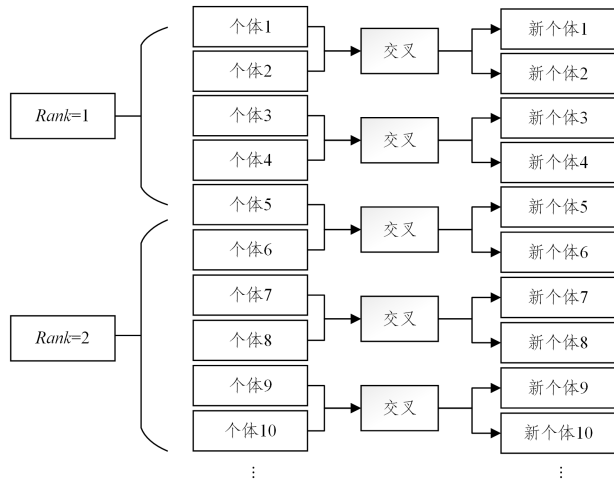 个体1
新个体1
交叉
个体2
新个体2
Rank=1
个体3
新个体3
交叉
个体4
新个体4
个体5
新个体5
交叉
个体6
新个体6
个体7
新个体7
交叉
Rank=2
个体8
新个体8
个体9
新个体9
交叉
个体10
新个体10
⋮
⋮